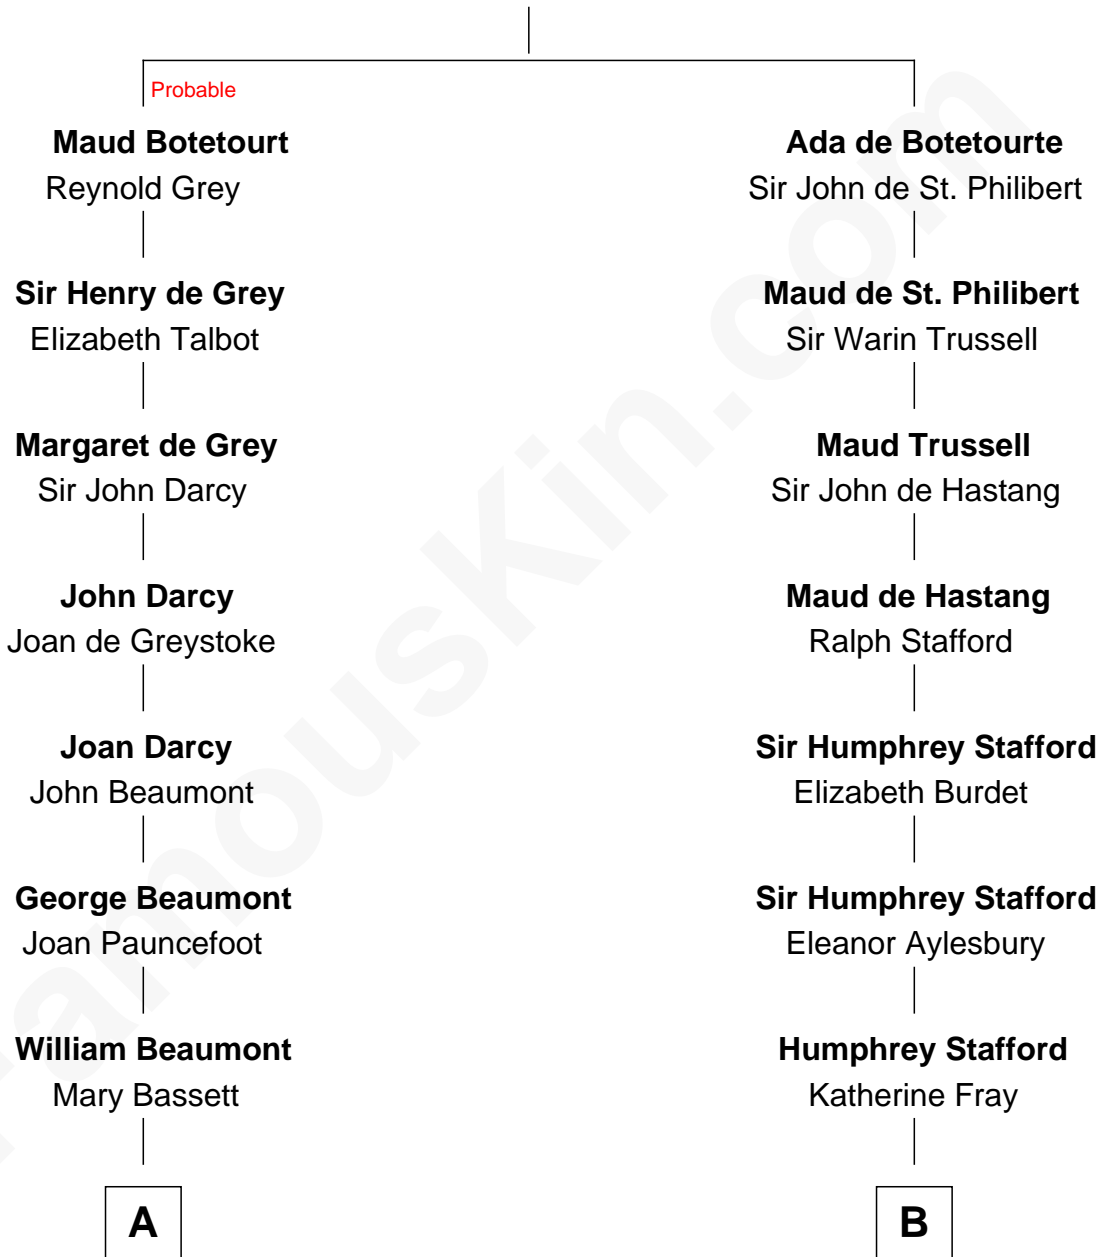 Probable
Maud Botetourt
Reynold Grey
Ada de Botetourte
Sir John de St. Philibert
Sir Henry de Grey
Elizabeth Talbot
Maud de St. Philibert
Sir Warin Trussell
Margaret de Grey
Sir John Darcy
Maud Trussell
Sir John de Hastang
John Darcy
Joan de Greystoke
Maud de Hastang
Ralph Stafford
Joan Darcy
John Beaumont
Sir Humphrey Stafford
Elizabeth Burdet
George Beaumont
Joan Pauncefoot
Sir Humphrey Stafford
Eleanor Aylesbury
William Beaumont
Mary Bassett
Humphrey Stafford
Katherine Fray
A
B
FamousKin.com